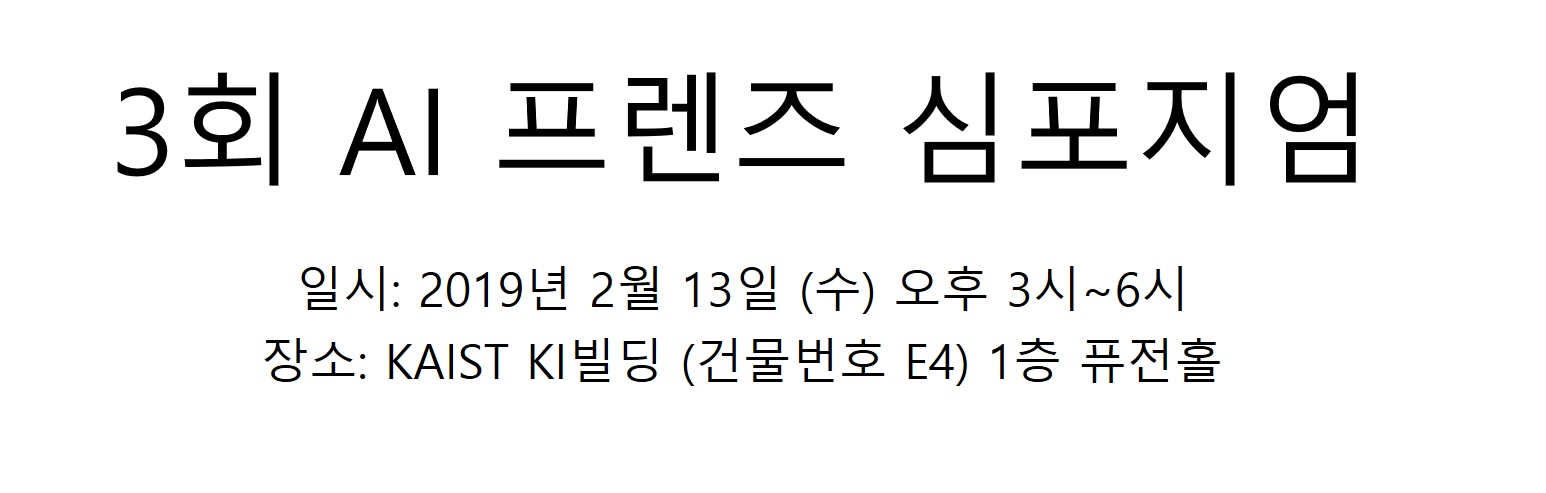 3회 AI 프렌즈 심포지엄
일시: 2019년 2월 13일 (수) 오후 3시~6시
장소: KAIST KI빌딩 (건물번호 E4) 1층 퓨전홀